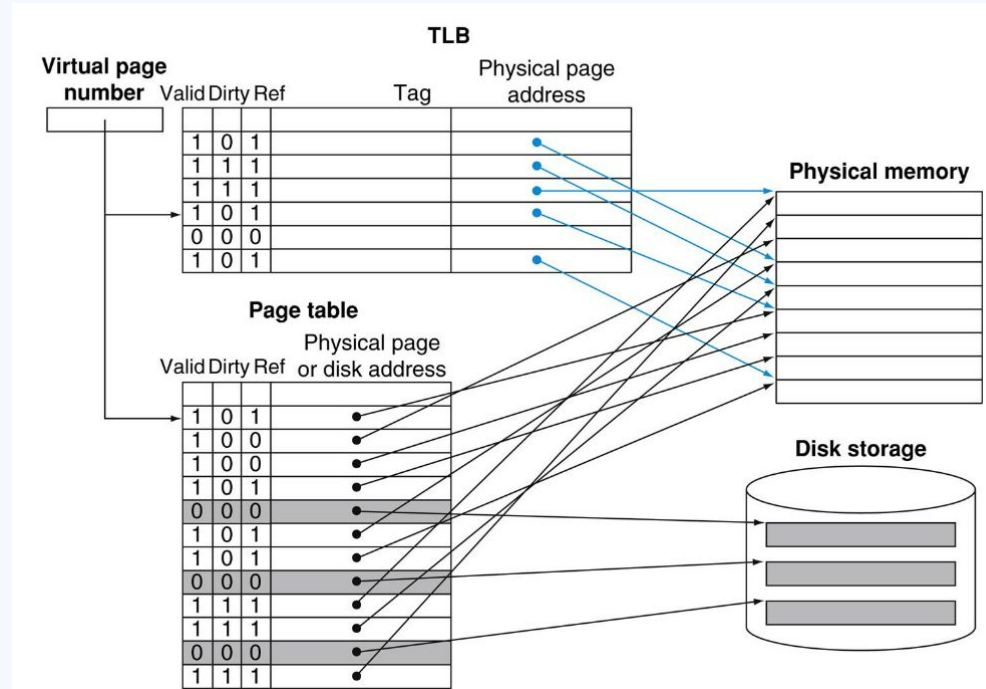 TLB
Virtual page
number
Valid Dirty Ref
Tag
Physical page
address
1 0 1
1 1 1
1 1 1
1 0 1
0 0 0
1 0 1
Physical memory
Page table
Physical page
or disk address
Valid Dirty Ref
1 0 1
1 0 0
1 0 0
1 0 1
0 0 0
1 0 1
1 0 1
0 0 0
1 1 1
1 1 1
0 0 0
1 1 1
Disk storage